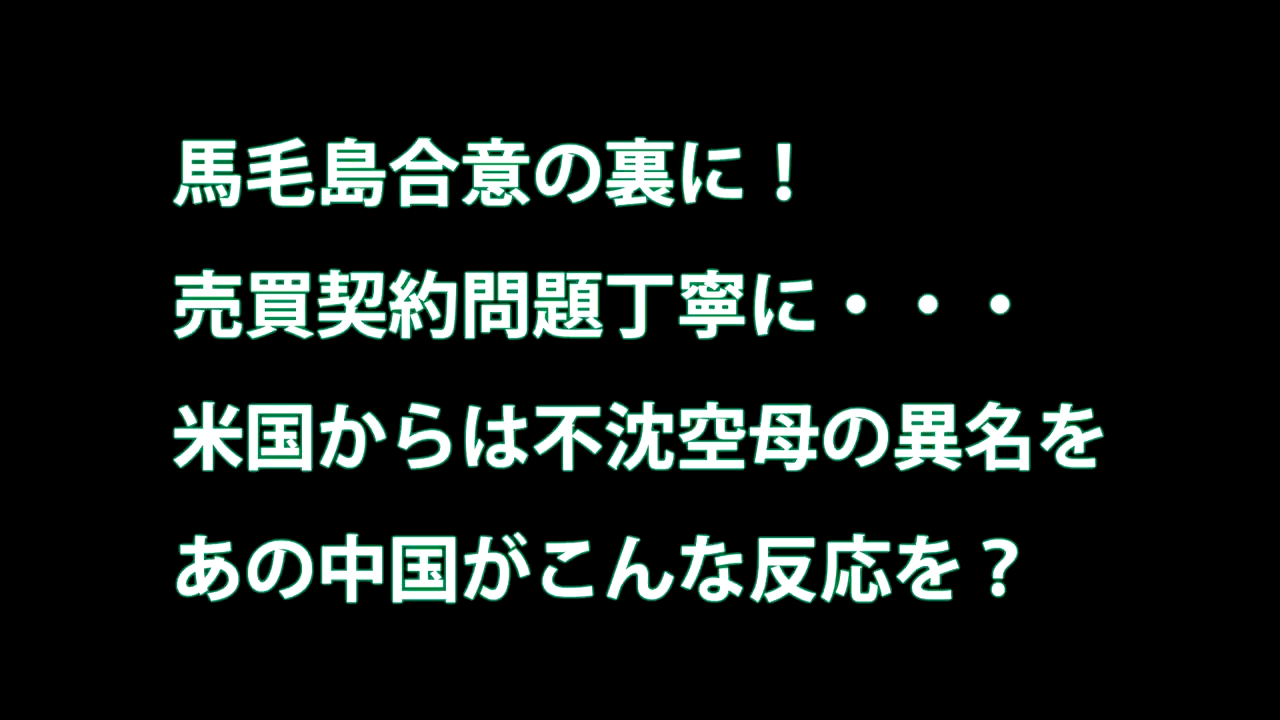 馬毛島合意の裏に！
売買契約問題丁寧に・・・
米国からは不沈空母の異名を
あの中国がこんな反応を？